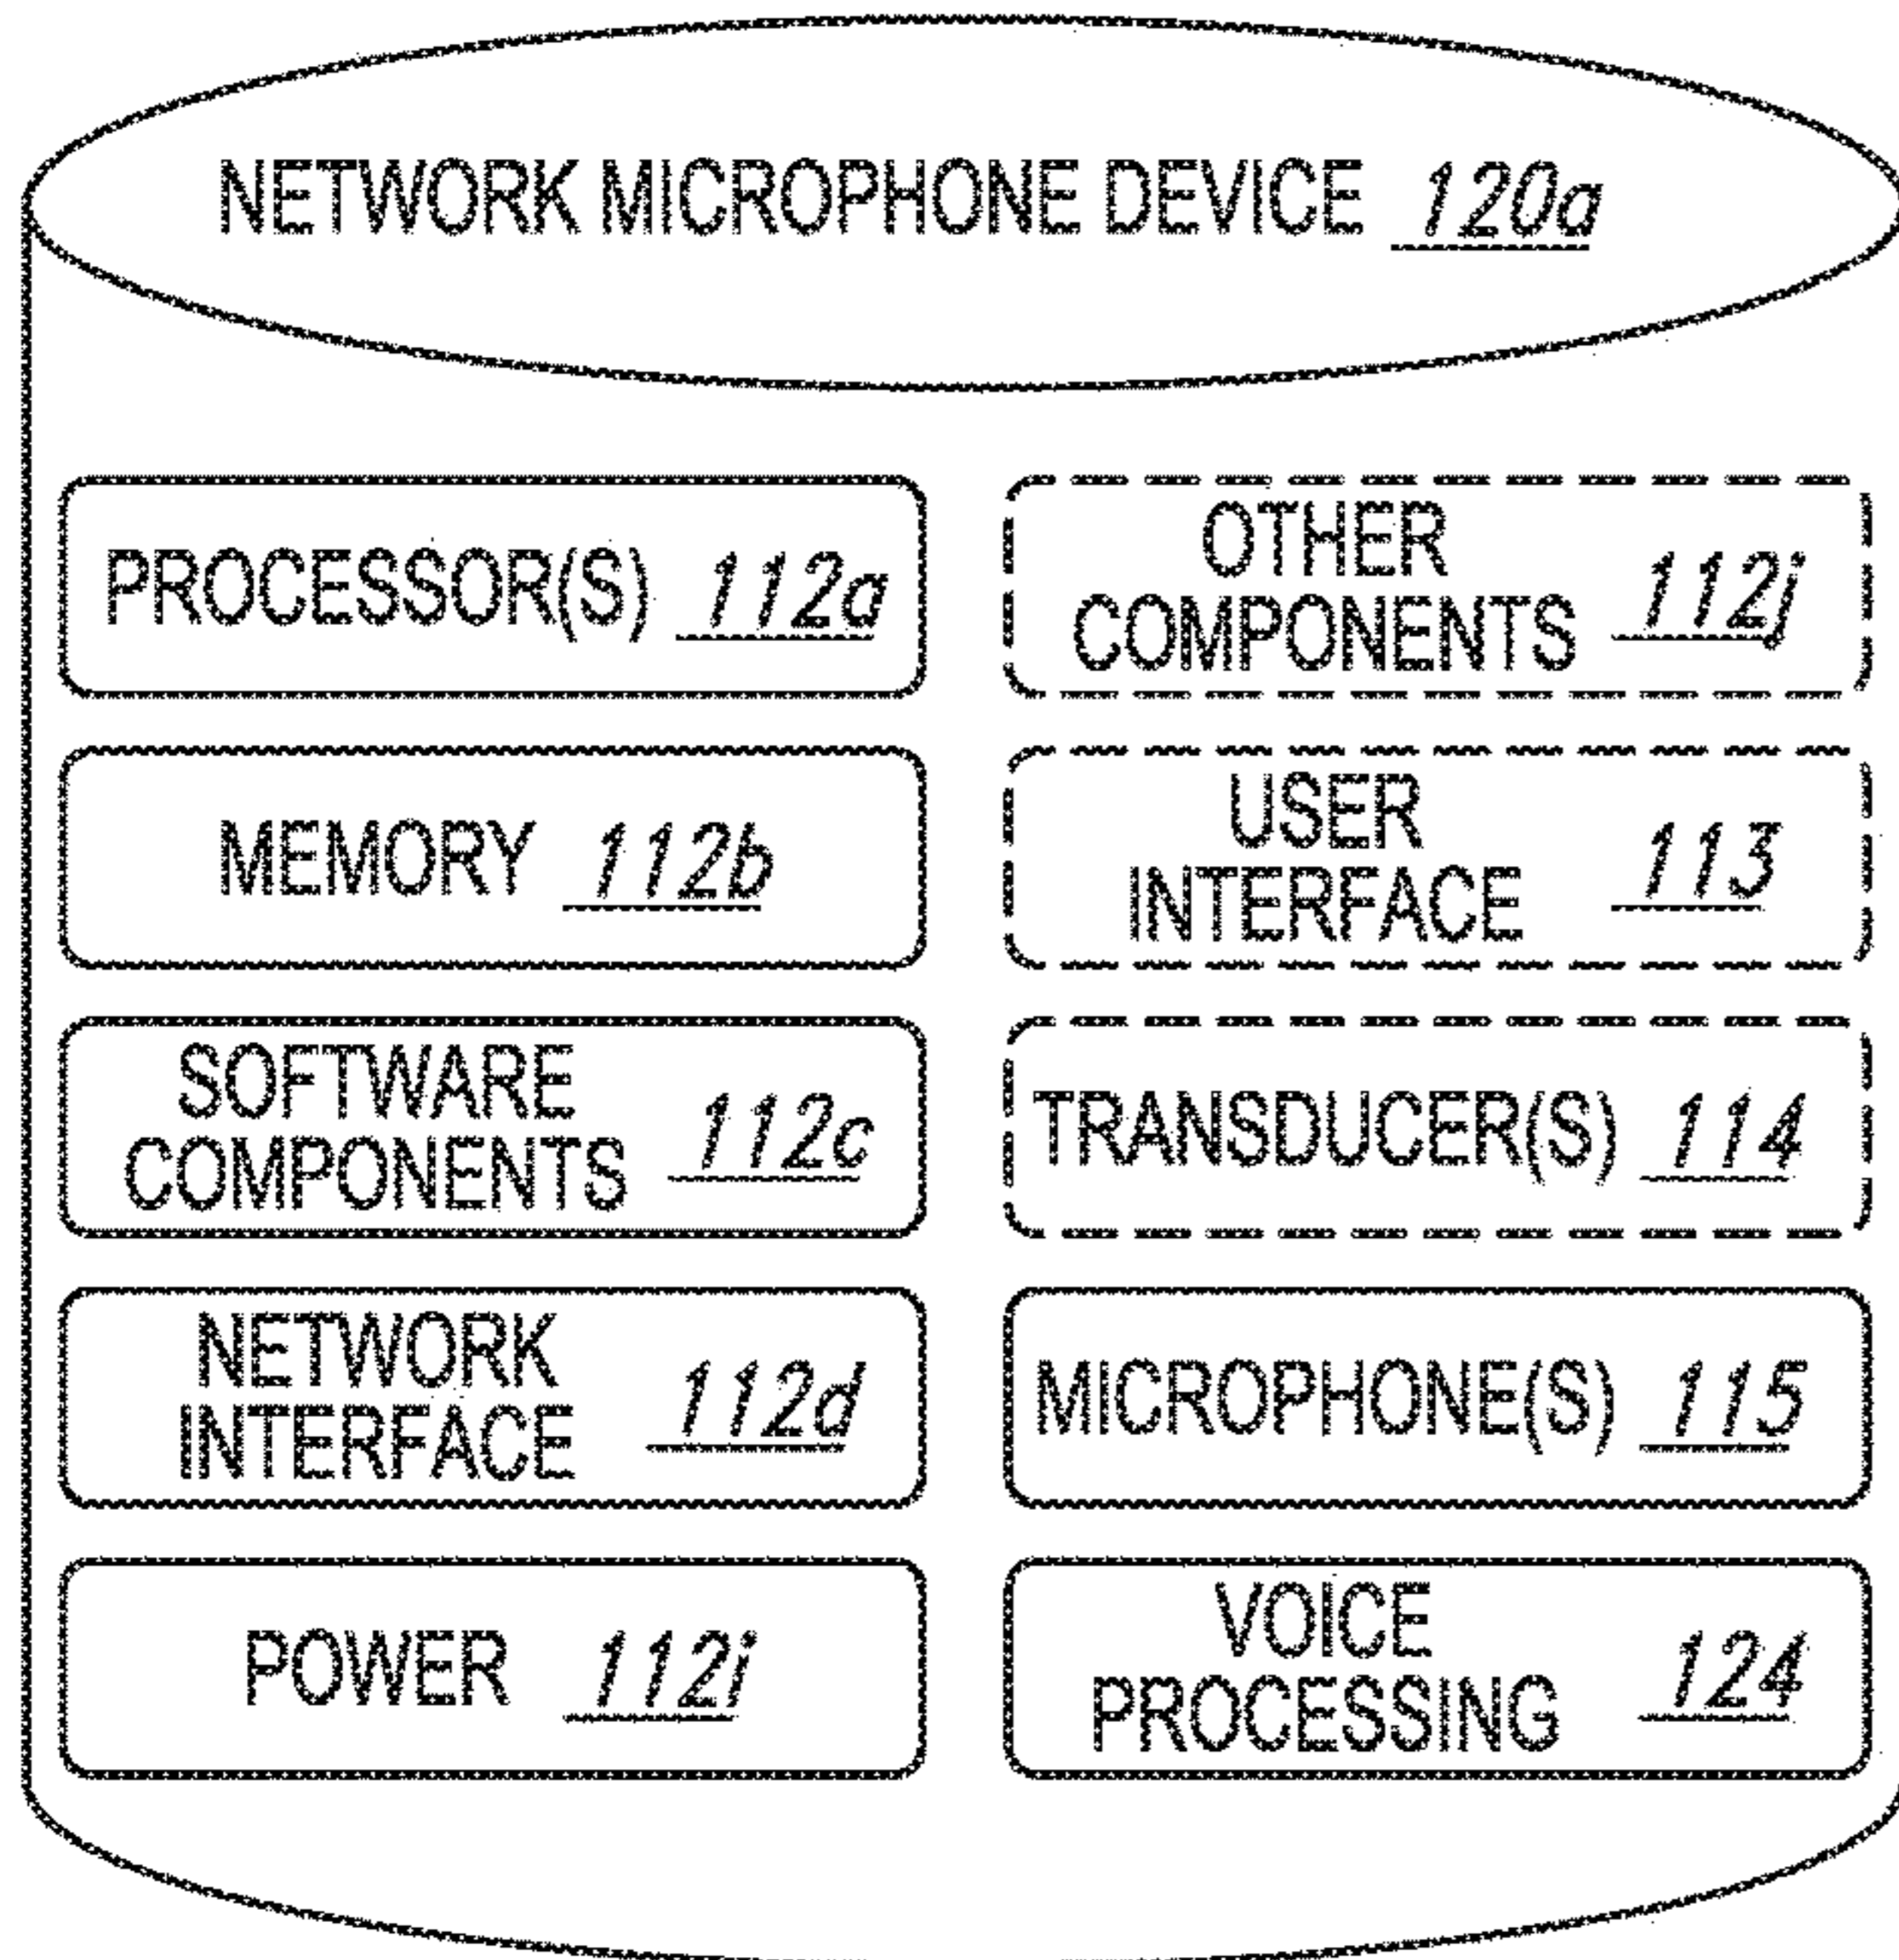 NETWORK MICROPHONE DEVICE 120a
PROCESSOR(S) 112a
MEMORY 112b
SOFTWARE
COMPONENTS 112c
NETWORK
INTERFACE 112d
POWER 112i
OTHER
COMPONENTS 112j
USER
INTERFACE 113
TRANSDUCER(S) 114
MICROPHONE(S) 115
VOICE
PROCESSING 124